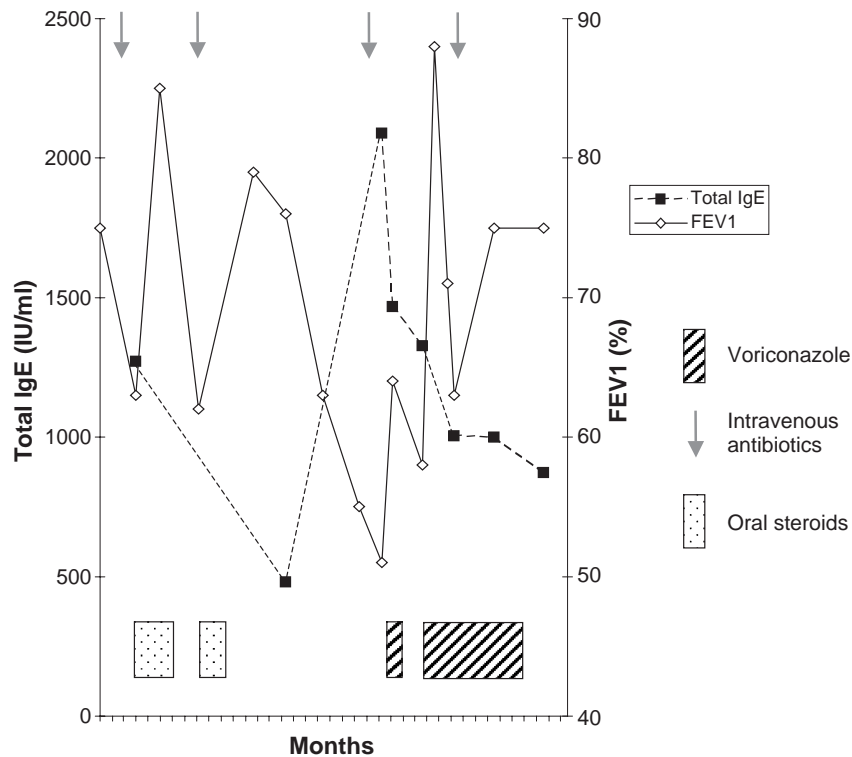 2500
2000
1500
1000
500
0
Total IgE (IU/ml)
Months
90
80
70
60
50
40
FEV1 (%)
Total IgE
FEV1
Voriconazole
Intravenous
antibiotics
Oral steroids